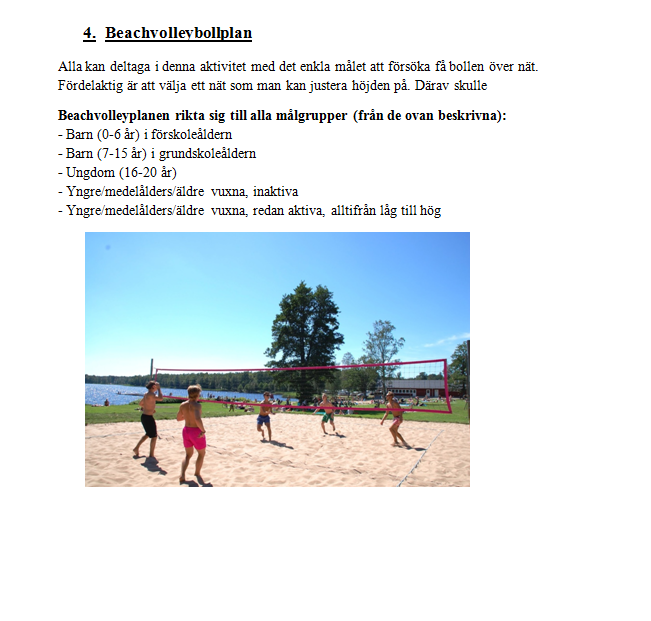 4. Beachvolleybollplan
Alla kan deltaga i denna aktivitet med det enkla målet att försöka få bollen över nät.
Fördelaktig är att välja ett nät som man kan justera höjden på. Därav skulle
Beachvolleyplanen rikta sig till alla målgrupper (från de ovan beskrivna):
- Barn (0-6 år) i förskoleåldern
- Barn (7-15 år) i grundskoleåldern
- Ungdom (16-20 år)
- Yngre/medelålders/äldre vuxna, inaktiva
- Yngre/medelålders/äldre vuxna, redan aktiva, alltifrån låg till hög